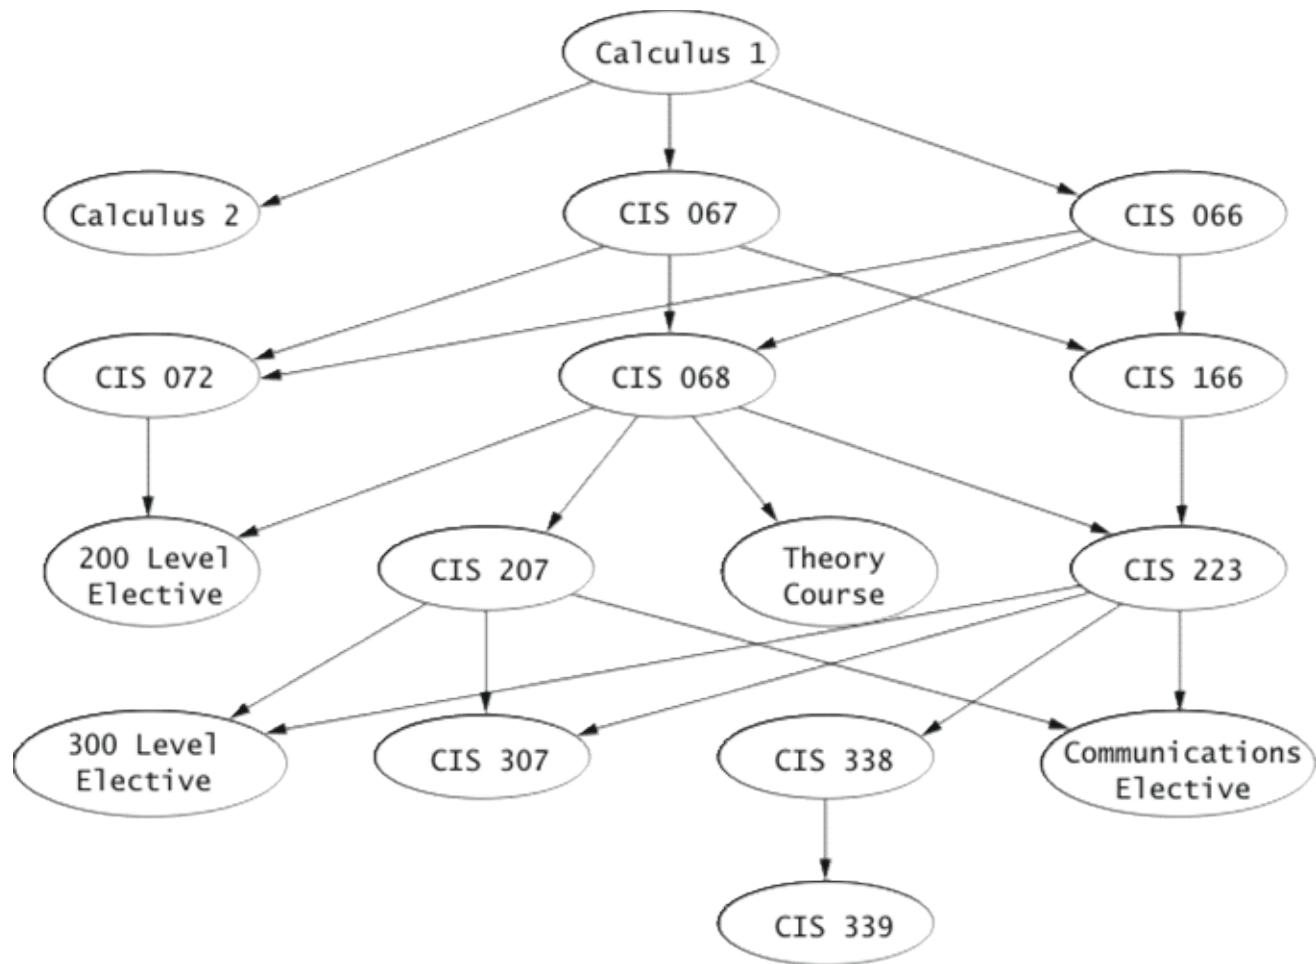 Calculus 1
Calculus 2
CIS 067
CIS 066
CIS 072
CIS 068
CIS 166
200 Level
Elective
CIS 207
Theory
Course
CIS 223
300 Level
Elective
CIS 307
CIS 338
Communications
Elective
CIS 339